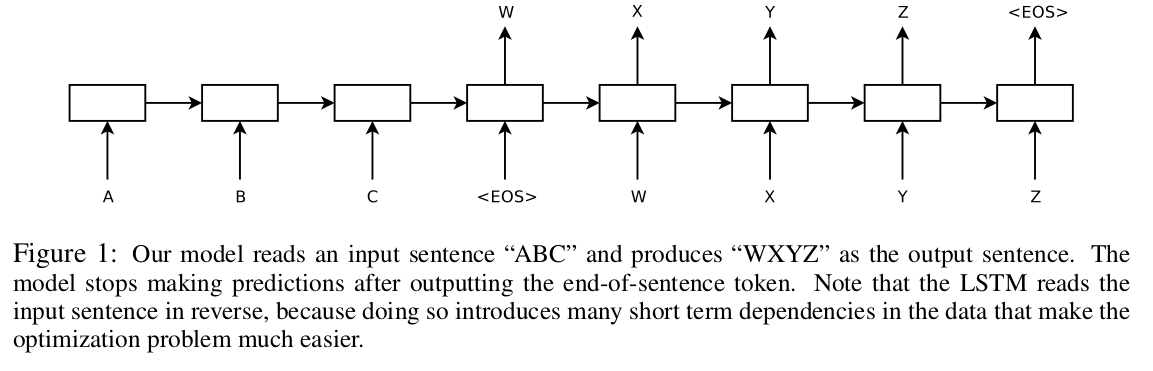 W X Y Z <EOS>
A B C <EOS> W X Y Z
Figure 1: Our model reads an input sentence “ABC” and produces “WXYZ” as the output sentence. The
model stops making predictions after outputting the end-of-sentence token. Note that the LSTM reads the
input sentence in reverse, because doing so introduces many short term dependencies in the data that make the
optimization problem much easier.